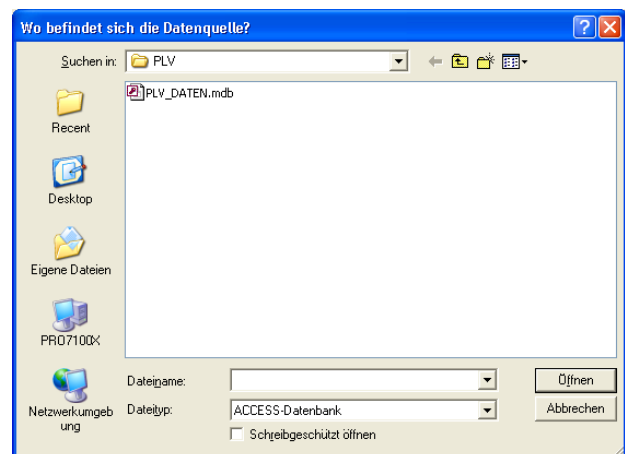 Wo befindet sich die Datenquelle?
Suchen in: PLV
PLV_DATEN.mdb
Recent
Desktop
Eigene Dateien
PRO7100X
Netzwerkumgeb
ung
Dateiname:
Öffnen
Dateityp: ACCESS-Datenbank
Abbrechen
Schreibgeschützt öffnen